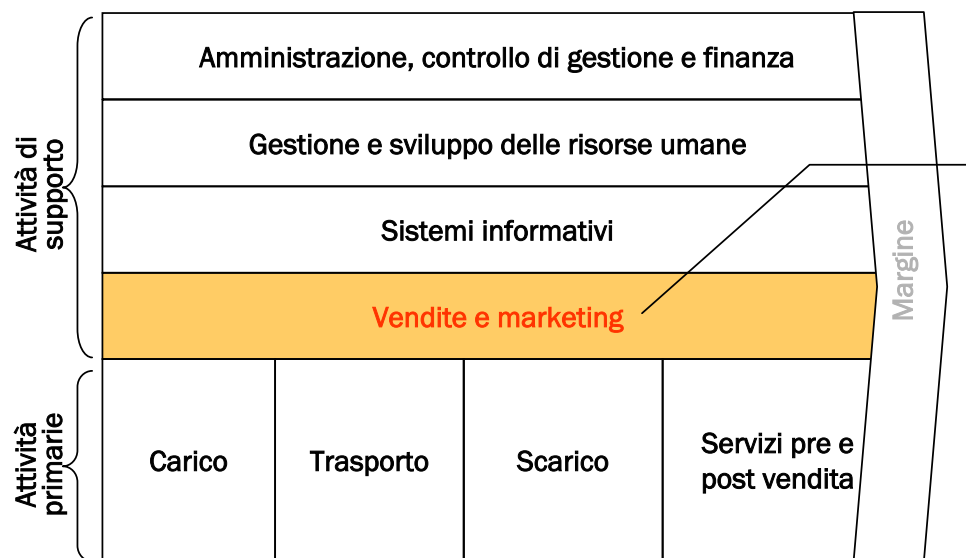 Amministrazione, controllo di gestione e finanza
Gestione e sviluppo delle risorse umane
Sistemi informativi
Vendite e marketing
Attività di
supporto
Margine
Attività
primarie
Carico
Trasporto
Scarico
Servizi pre e
post vendita